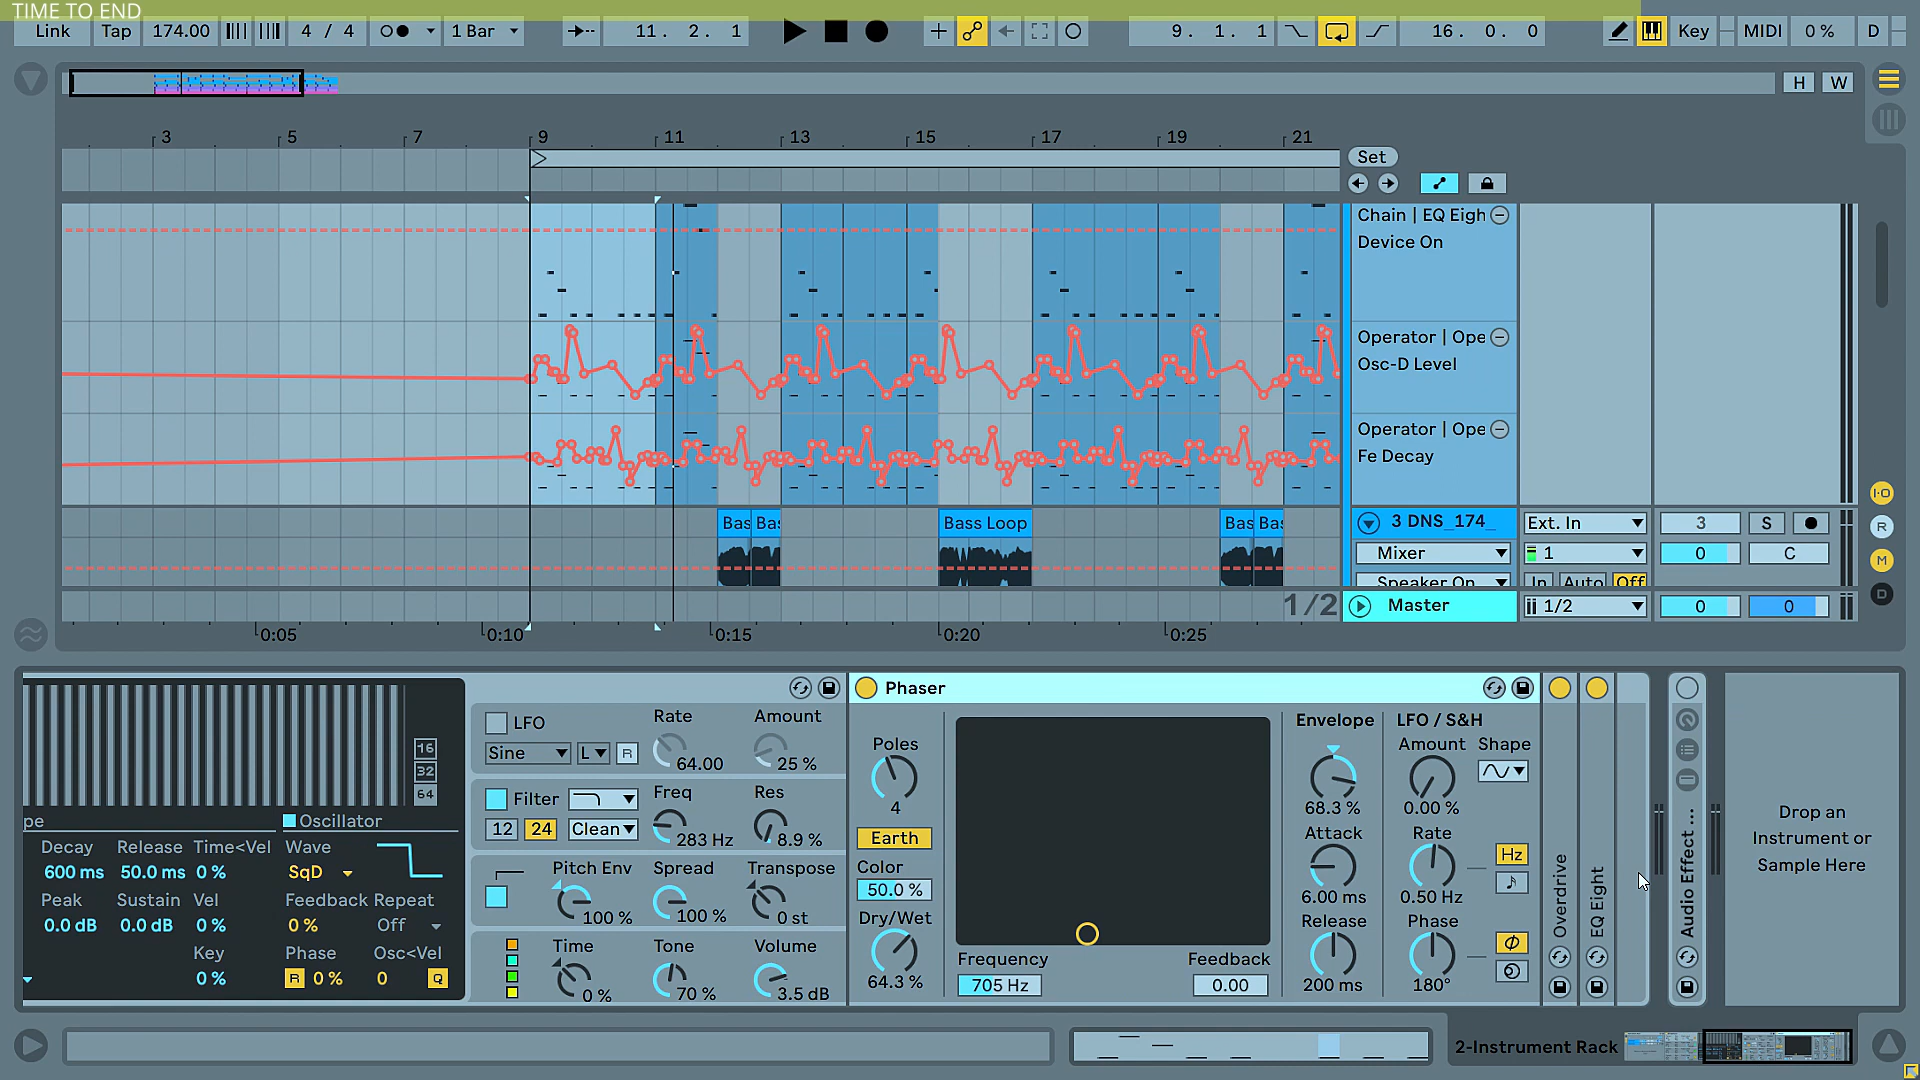 TIME TO END
Link Tap 174.00 4 / 4 1 Bar 11. 2. 1 9. 1. 1 16. 0. 0 Key MIDI 0 % D
H W
3 5 7 9 11 13 15 17 19 21
Set
Chain | EQ Eigh
Device On
Operator | Ope
Osc-D Level
Operator | Ope
Fe Decay
Bas Bas Bass Loop Bas Bas 3 DNS_174_ Ext. In 3 S
Mixer 1 0 C
Speaker On In Auto Off
1/2 Master 1/2 0 0
0:05 0:10 0:15 0:20 0:25
I·O
R
M
D
Phaser
LFO Rate Amount
Sine L R 64.00 25 %
Filter Freq Res
12 24 Clean 283 Hz 8.9 %
Pitch Env Spread Transpose
100 % 100 % 0 st
Time Tone Volume
0 % 70 % 3.5 dB
16
32
64
pe Oscillator
Decay Release Time<Vel Wave
600 ms 50.0 ms 0 % SqD
Peak Sustain Vel Feedback Repeat
0.0 dB 0.0 dB 0 % 0 % Off
Key Phase Osc<Vel
0 % R 0 % 0 Q
Poles
4
Earth
Color
50.0 %
Dry/Wet
64.3 %
Frequency Feedback
705 Hz 0.00
Envelope LFO / S&H
68.3 % Amount Shape
0.00 %
Attack Rate
6.00 ms 0.50 Hz Hz
Release Phase
200 ms 180°
Overdrive
EQ Eight
Audio Effect ...
Drop an
Instrument or
Sample Here
2-Instrument Rack